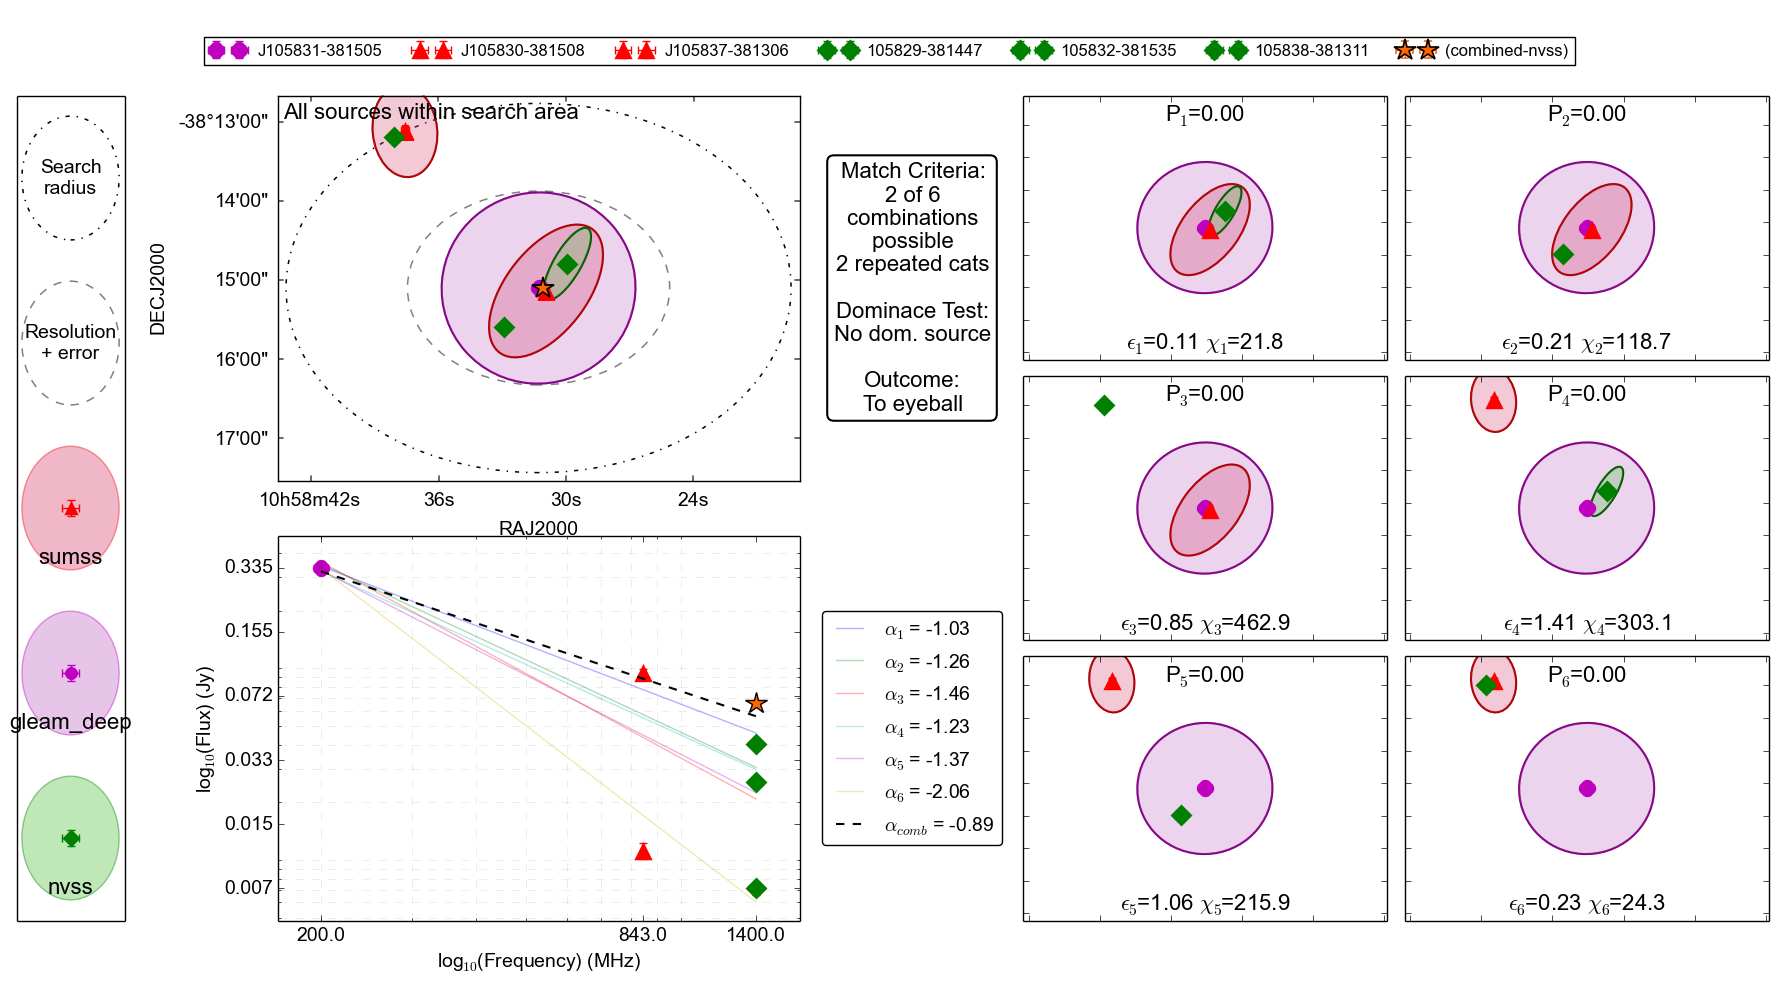 J105831-381505 J105830-381508 J105837-381306 105829-381447 105832-381535 105838-381311 (combined-nvss)
Search
radius
Resolution
+ error
sumss
gleam_deep
nvss
All sources within search area
-38°13'00"
14'00"
15'00"
16'00"
17'00"
DECJ2000
10h58m42s 36s 30s 24s
RAJ2000
Match Criteria:
2 of 6
combinations
possible
2 repeated cats
Dominace Test:
No dom. source
Outcome:
To eyeball
0.335
0.155
0.072
0.033
0.015
0.007
log₁₀(Flux) (Jy)
200.0 843.0 1400.0
log₁₀(Frequency) (MHz)
α₁ = -1.03
α₂ = -1.26
α₃ = -1.46
α₄ = -1.23
α₅ = -1.37
α₆ = -2.06
α_comb = -0.89
P₁=0.00
ϵ₁=0.11 χ₁=21.8
P₂=0.00
ϵ₂=0.21 χ₂=118.7
P₃=0.00
ϵ₃=0.85 χ₃=462.9
P₄=0.00
ϵ₄=1.41 χ₄=303.1
P₅=0.00
ϵ₅=1.06 χ₅=215.9
P₆=0.00
ϵ₆=0.23 χ₆=24.3